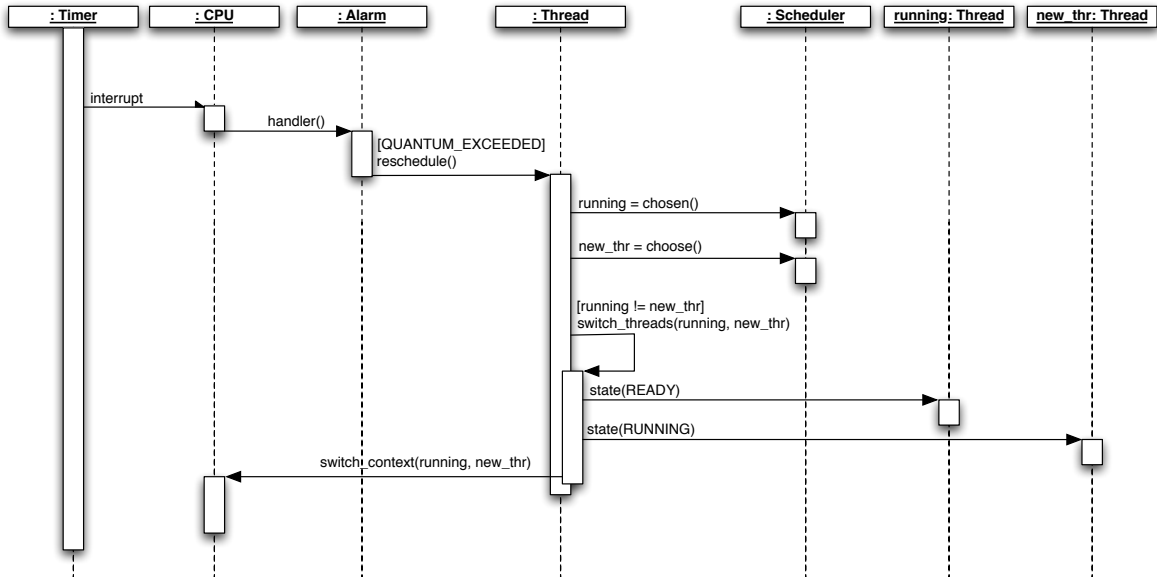 : Timer
: CPU
: Alarm
: Thread
: Scheduler
running: Thread
new_thr: Thread
interrupt
handler()
[QUANTUM_EXCEEDED]
reschedule()
running = chosen()
new_thr = choose()
[running != new_thr]
switch_threads(running, new_thr)
state(READY)
state(RUNNING)
switch_context(running, new_thr)